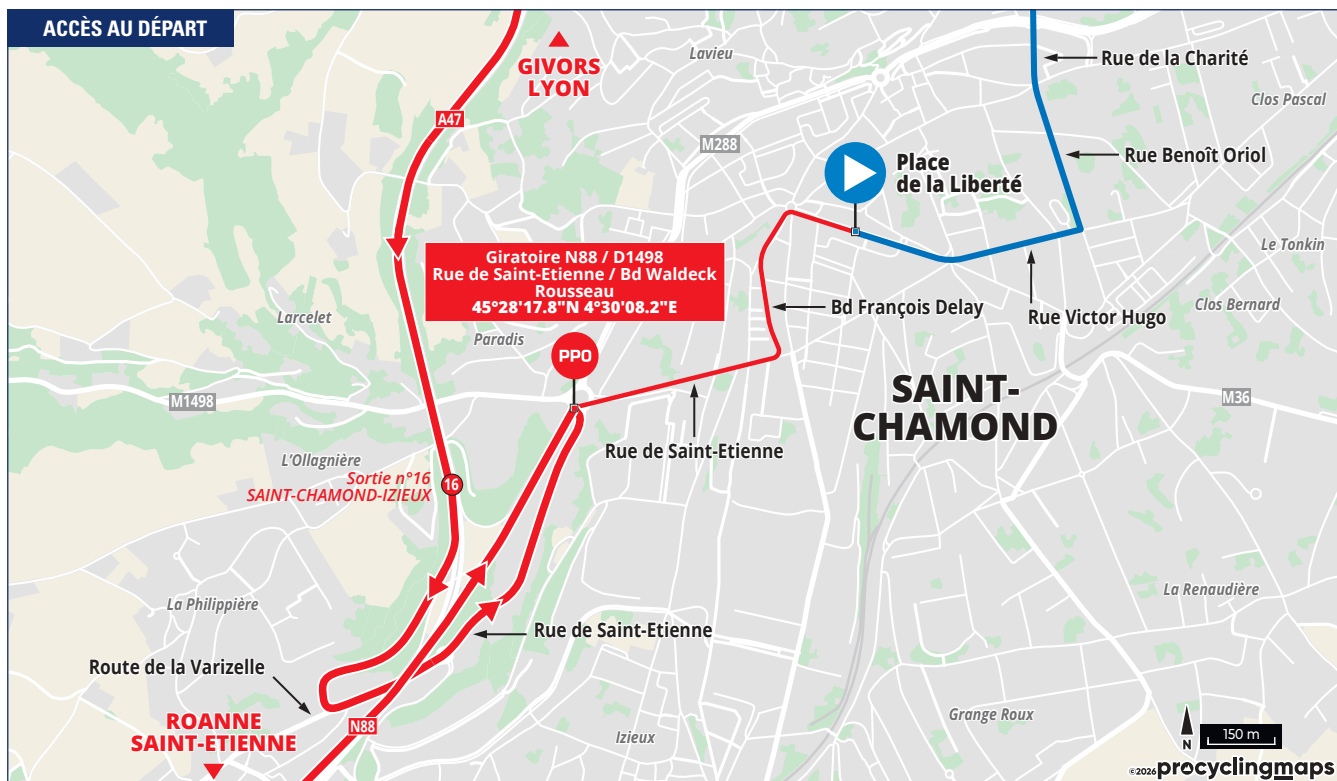 ACCÈS AU DÉPART
GIVORS
LYON
Lavieu
Rue de la Charité
Clos Pascal
A47
M288
Rue Benoît Oriol
Place
de la Liberté
Le Tonkin
Giratoire N88 / D1498
Rue de Saint-Etienne / Bd Waldeck
Rousseau
45°28'17.8"N 4°30'08.2"E
Bd François Delay
Rue Victor Hugo
Clos Bernard
Larcelet
Paradis
PPO
M1498
SAINT-
CHAMOND
M36
Rue de Saint-Etienne
L'Ollagnière
Sortie n°16
SAINT-CHAMOND-IZIEUX
16
La Philippière
La Renaudière
Rue de Saint-Etienne
Route de la Varizelle
N88
ROANNE
SAINT-ETIENNE
Izieux
Grange Roux
N
150 m
©2026 procyclingmaps